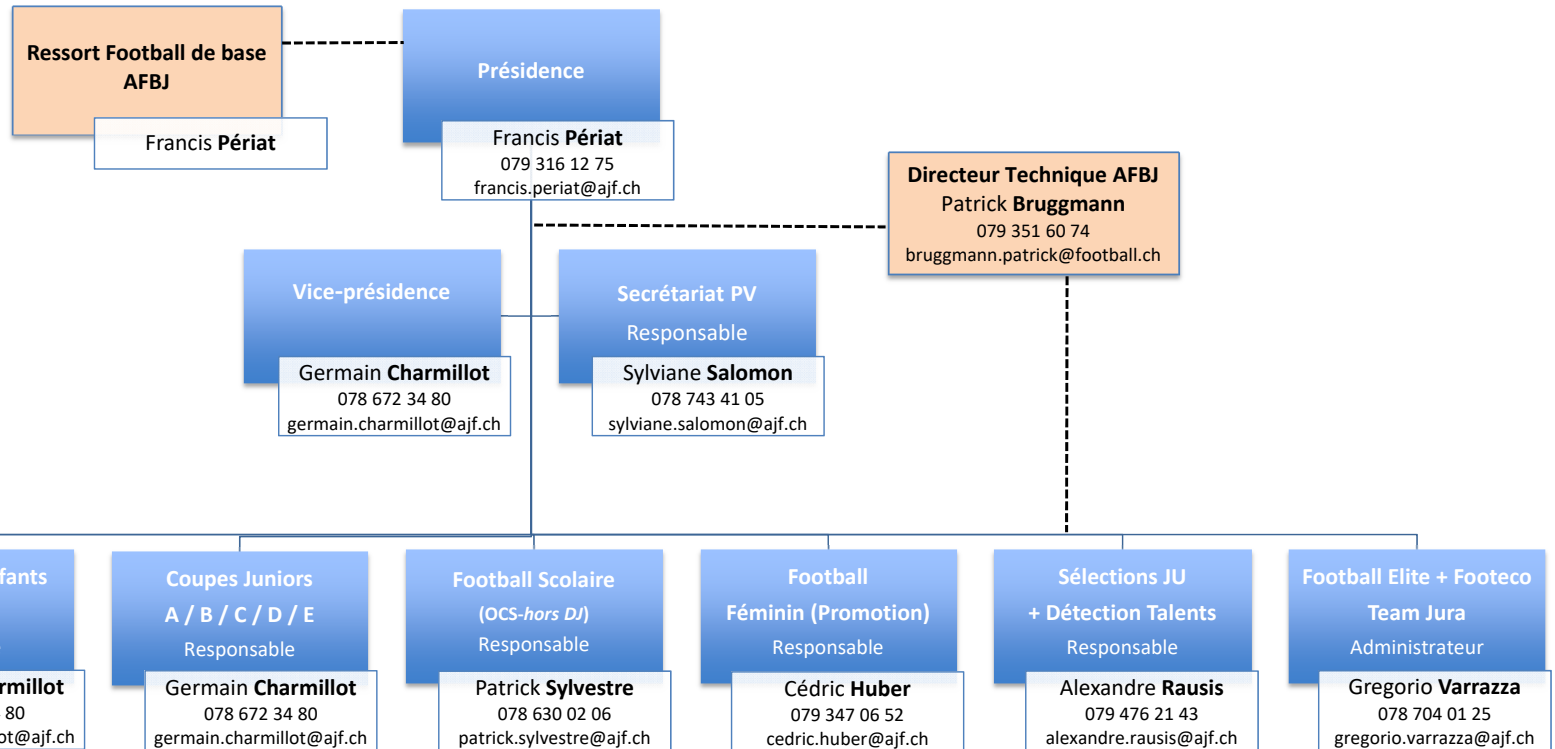 Ressort Football de base
AFBJ
Francis Périat
Présidence
Francis Périat
079 316 12 75
francis.periat@ajf.ch
Directeur Technique AFBJ
Patrick Bruggmann
079 351 60 74
bruggmann.patrick@football.ch
Vice-présidence
Germain Charmillot
078 672 34 80
germain.charmillot@ajf.ch
Secrétariat PV
Responsable
Sylviane Salomon
078 743 41 05
sylviane.salomon@ajf.ch
fants
rmillot
80
ot@ajf.ch
Coupes Juniors
A / B / C / D / E
Responsable
Germain Charmillot
078 672 34 80
germain.charmillot@ajf.ch
Football Scolaire
(OCS-hors DJ)
Responsable
Patrick Sylvestre
078 630 02 06
patrick.sylvestre@ajf.ch
Football
Féminin (Promotion)
Responsable
Cédric Huber
079 347 06 52
cedric.huber@ajf.ch
Sélections JU
+ Détection Talents
Responsable
Alexandre Rausis
079 476 21 43
alexandre.rausis@ajf.ch
Football Elite + Footeco
Team Jura
Administrateur
Gregorio Varrazza
078 704 01 25
gregorio.varrazza@ajf.ch